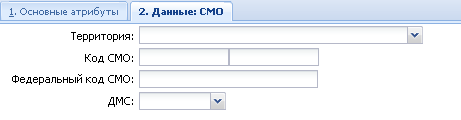 1. Основные атрибуты 2. Данные: СМО
Территория:
Код СМО:
Федеральный код СМО:
ДМС: